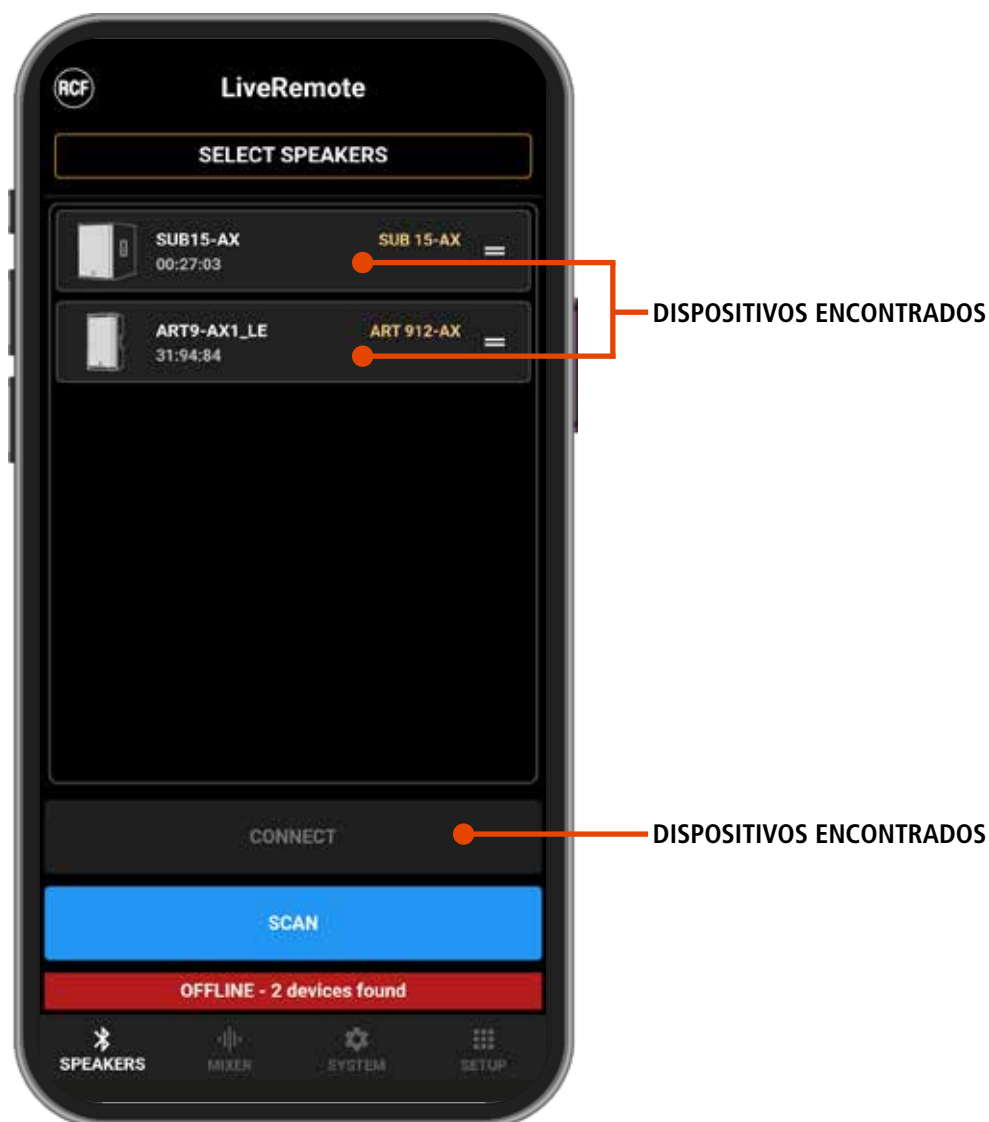 RCF
LiveRemote
SELECT SPEAKERS
SUB15-AX
SUB 15-AX
00:27:03
ART9-AX1_LE
ART 912-AX
31:94:84
DISPOSITIVOS ENCONTRADOS
CONNECT
DISPOSITIVOS ENCONTRADOS
SCAN
OFFLINE - 2 devices found
SPEAKERS
MIXER
SYSTEM
SETUP